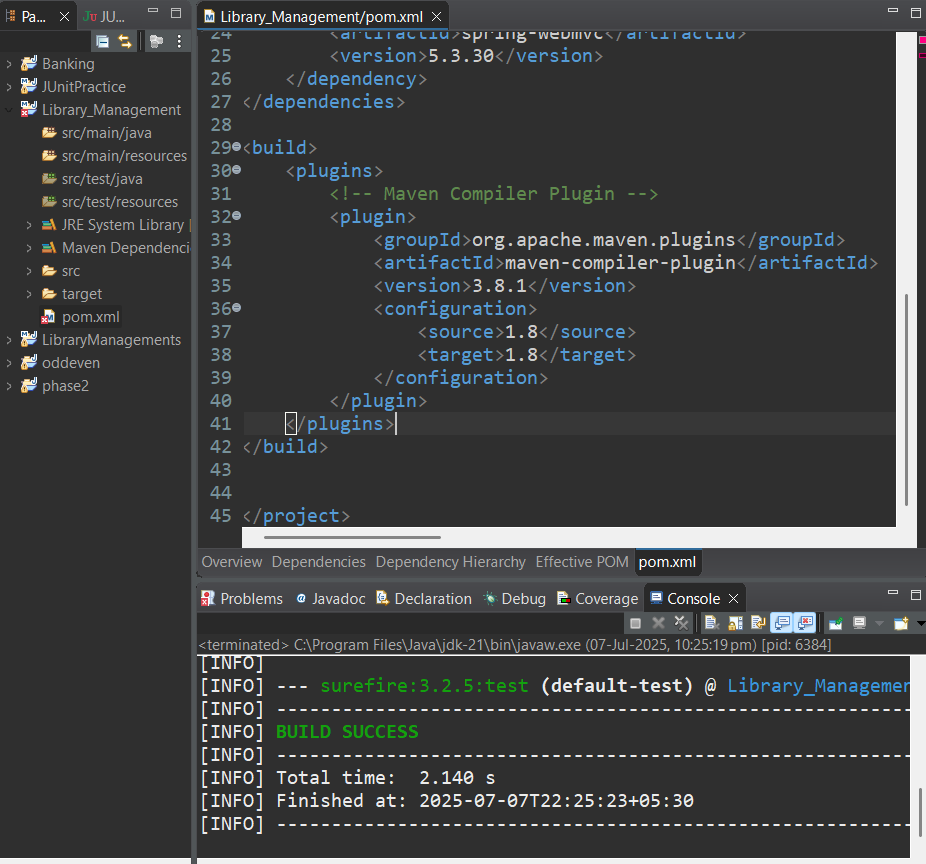 Pa...
JU...
Banking
JUnitPractice
Library_Management
src/main/java
src/main/resources
src/test/java
src/test/resources
JRE System Library [
Maven Dependenci
src
target
pom.xml
LibraryManagements
oddeven
phase2
Library_Management/pom.xml
24 <artifactId>spring-webmvc</artifactId>
25 <version>5.3.30</version>
26 </dependency>
27 </dependencies>
28
29 <build>
30 <plugins>
31 <!-- Maven Compiler Plugin -->
32 <plugin>
33 <groupId>org.apache.maven.plugins</groupId>
34 <artifactId>maven-compiler-plugin</artifactId>
35 <version>3.8.1</version>
36 <configuration>
37 <source>1.8</source>
38 <target>1.8</target>
39 </configuration>
40 </plugin>
41 </plugins>
42 </build>
43
44
45 </project>
Overview Dependencies Dependency Hierarchy Effective POM pom.xml
Problems Javadoc Declaration Debug Coverage Console
<terminated> C:\Program Files\Java\jdk-21\bin\javaw.exe (07-Jul-2025, 10:25:19 pm) [pid: 6384]
[INFO]
[INFO] --- surefire:3.2.5:test (default-test) @ Library_Managemen
[INFO] ----------------------------------------------------------
[INFO] BUILD SUCCESS
[INFO] ----------------------------------------------------------
[INFO] Total time:  2.140 s
[INFO] Finished at: 2025-07-07T22:25:23+05:30
[INFO] ----------------------------------------------------------